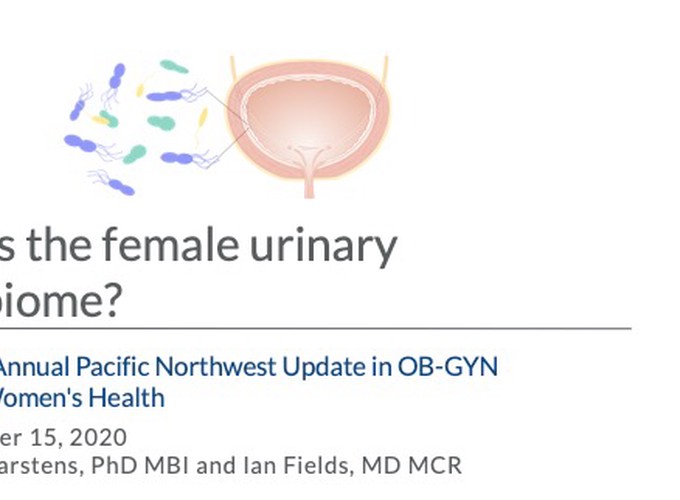 s the female urinary
biome?
Annual Pacific Northwest Update in OB-GYN
Women's Health
er 15, 2020
arstens, PhD MBI and Ian Fields, MD MCR